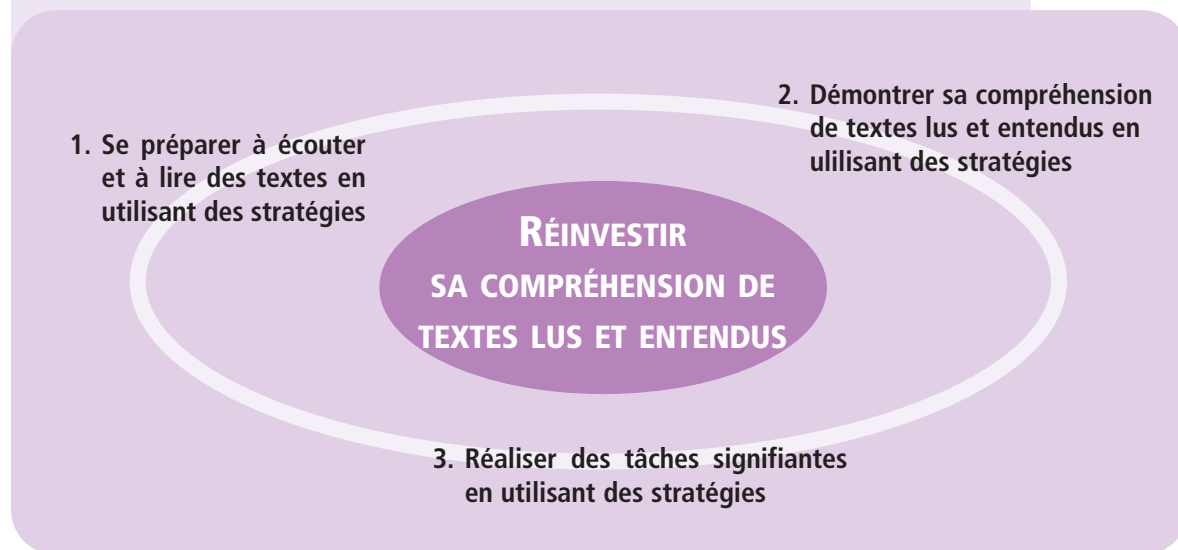 1. Se préparer à écouter
et à lire des textes en
utilisant des stratégies
2. Démontrer sa compréhension
de textes lus et entendus en
ulilisant des stratégies
RÉINVESTIR
SA COMPRÉHENSION DE
TEXTES LUS ET ENTENDUS
3. Réaliser des tâches signifiantes
en utilisant des stratégies